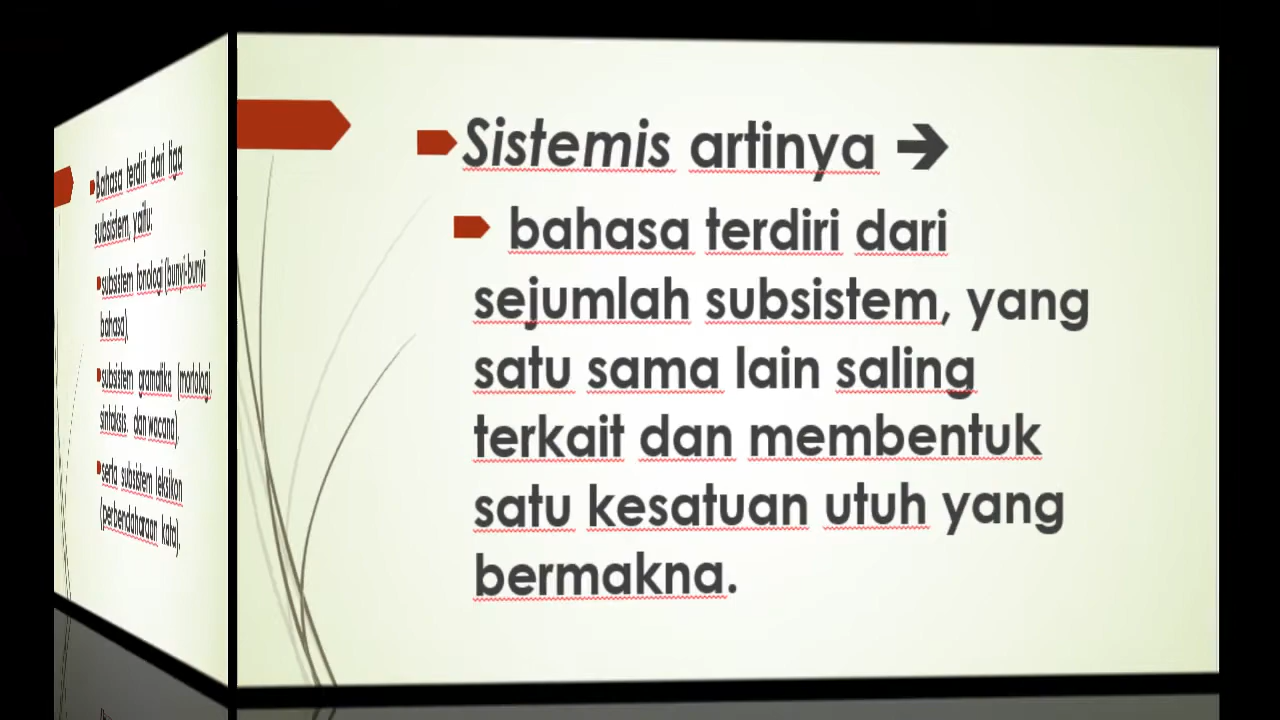 Bahasa terdiri dari tiga
subsistem, yaitu:
subsistem fonologi (bunyi-bunyi
bahasa),
subsistem gramatika (morfologi,
sintaksis, dan wacana),
serta subsistem leksikon
(perbendaharaan kata).
Sistemis artinya ➔
bahasa terdiri dari
sejumlah subsistem, yang
satu sama lain saling
terkait dan membentuk
satu kesatuan utuh yang
bermakna.